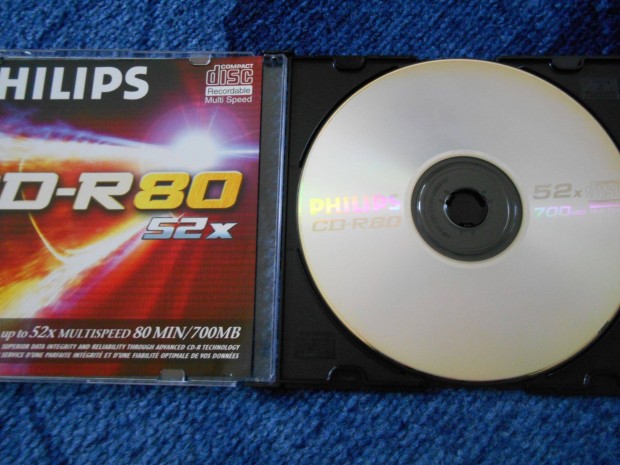 PHILIPS
COMPACT
disc
Recordable
Multi Speed
CD-R80
52x
up to 52x MULTISPEED 80 MIN/700MB
SUPERIOR DATA INTEGRITY AND RELIABILITY THROUGH ADVANCED CD-R TECHNOLOGY
SERVICE D'UNE PARFAITE INTÉGRITÉ ET D'UNE FIABILITÉ OPTIMALE DE VOS DONNÉES
PHILIPS
CD-R80
52x
700